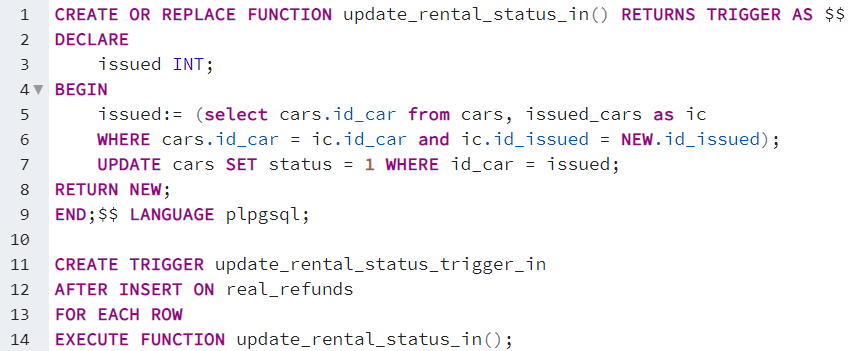 1 CREATE OR REPLACE FUNCTION update_rental_status_in() RETURNS TRIGGER AS $$
2 DECLARE
3     issued INT;
4 BEGIN
5     issued:= (select cars.id_car from cars, issued_cars as ic
6     WHERE cars.id_car = ic.id_car and ic.id_issued = NEW.id_issued);
7     UPDATE cars SET status = 1 WHERE id_car = issued;
8 RETURN NEW;
9 END;$$ LANGUAGE plpgsql;
10
11 CREATE TRIGGER update_rental_status_trigger_in
12 AFTER INSERT ON real_refunds
13 FOR EACH ROW
14 EXECUTE FUNCTION update_rental_status_in();